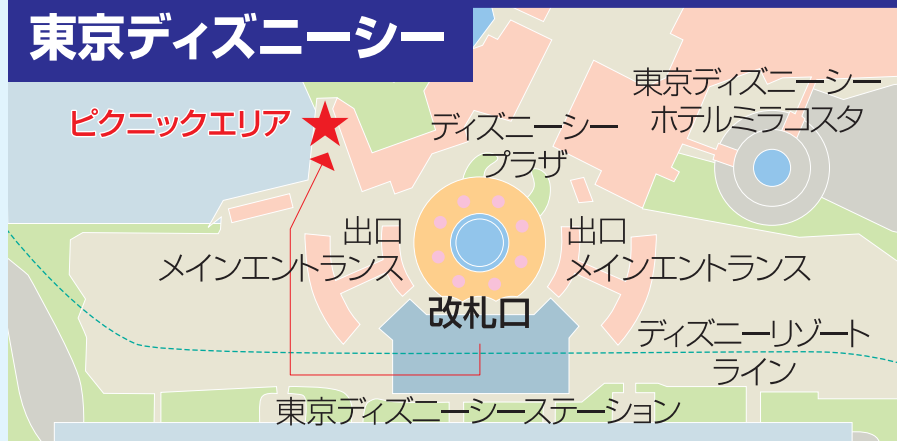 東京ディズニーシー
ピクニックエリア
東京ディズニーシー
ホテルミラコスタ
ディズニーシー
プラザ
出口
メインエントランス
出口
メインエントランス
改札口
ディズニーリゾート
ライン
東京ディズニーシーステーション